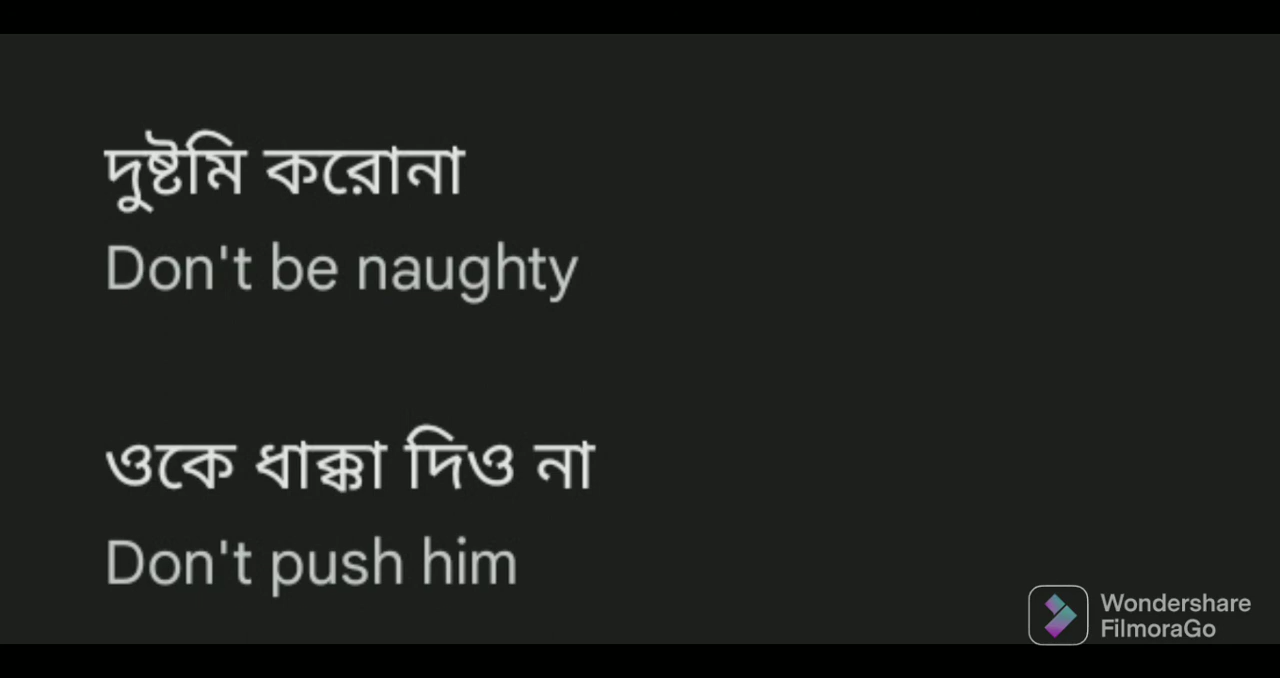 দুষ্টমি করোনা
Don't be naughty
ওকে ধাক্কা দিও না
Don't push him
Wondershare
FilmoraGo